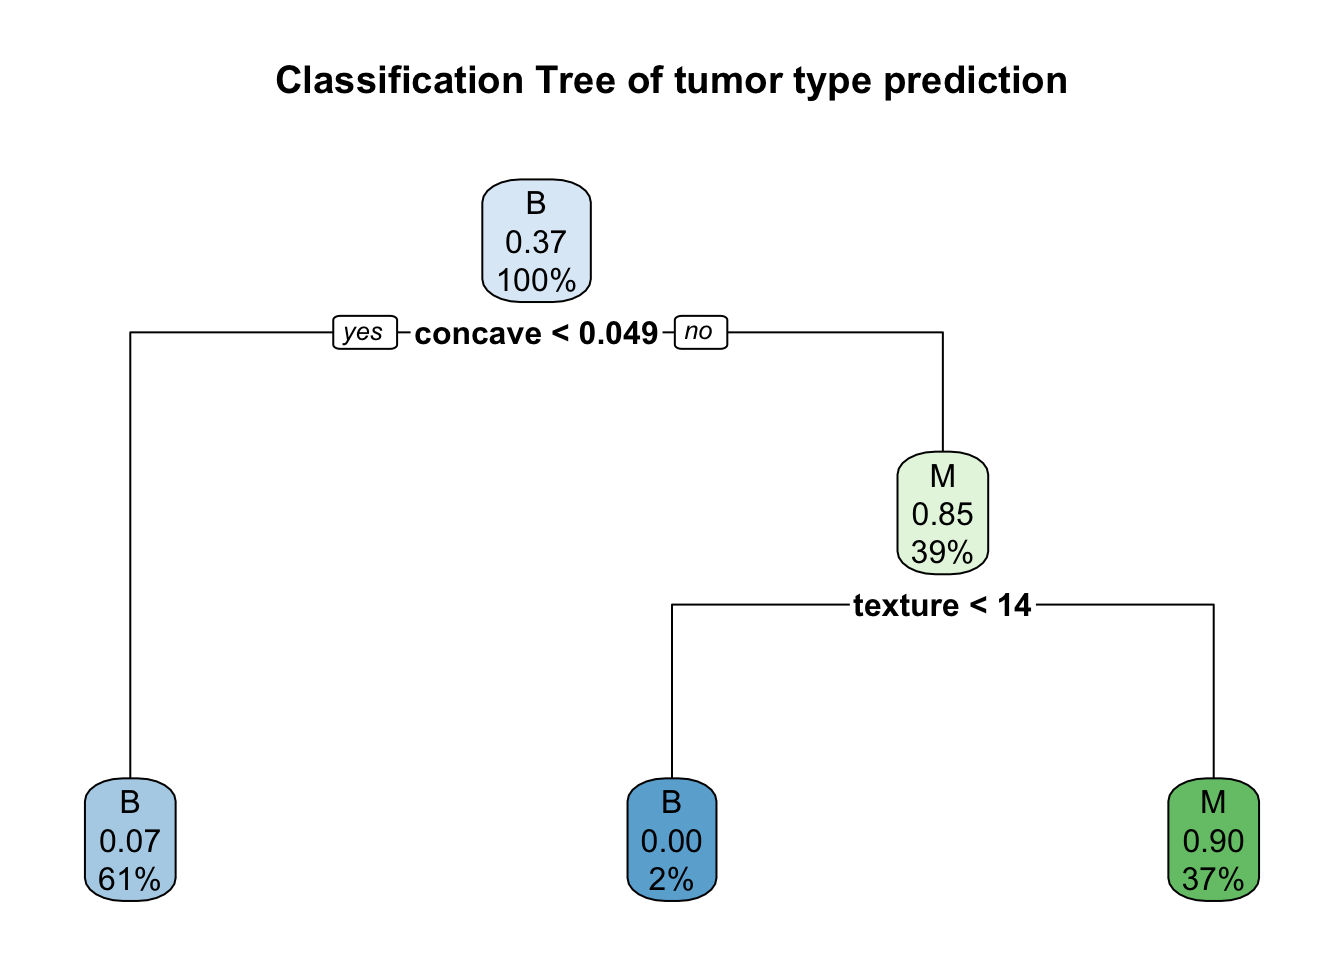 Classification Tree of tumor type prediction
B
0.37
100%
yes
concave < 0.049
no
M
0.85
39%
texture < 14
B
0.07
61%
B
0.00
2%
M
0.90
37%